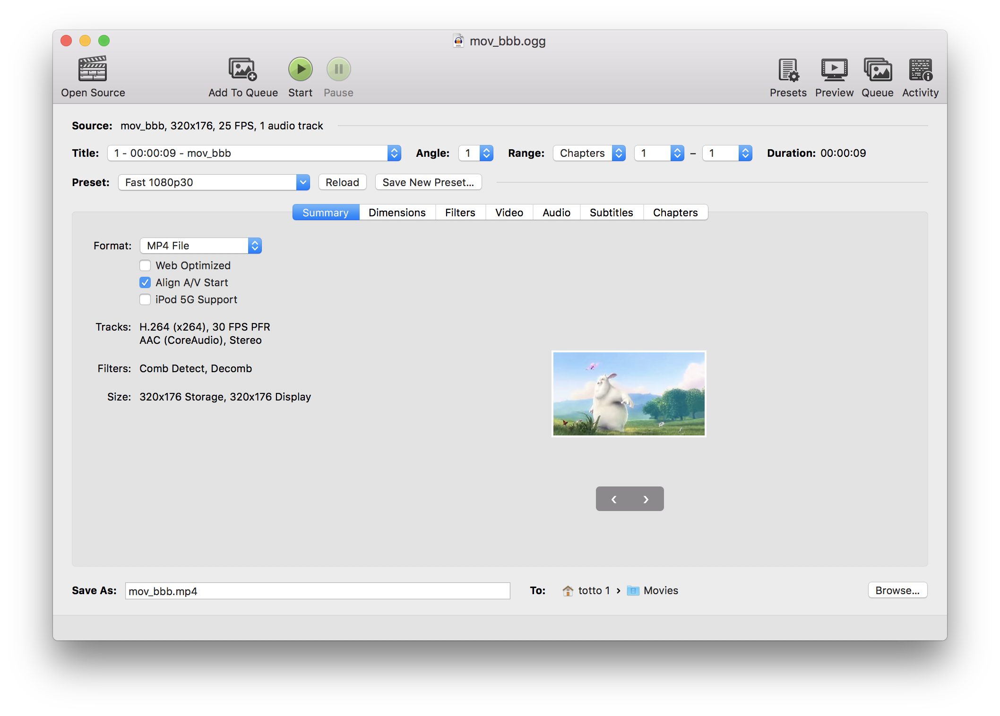 mov_bbb.ogg
Open Source
Add To Queue
Start
Pause
Presets
Preview
Queue
Activity
Source: mov_bbb, 320x176, 25 FPS, 1 audio track
Title: 1 - 00:00:09 - mov_bbb Angle: 1 Range: Chapters 1 – 1 Duration: 00:00:09
Preset: Fast 1080p30 Reload Save New Preset...
Summary Dimensions Filters Video Audio Subtitles Chapters
Format: MP4 File
Web Optimized
Align A/V Start
iPod 5G Support
Tracks: H.264 (x264), 30 FPS PFR
AAC (CoreAudio), Stereo
Filters: Comb Detect, Decomb
Size: 320x176 Storage, 320x176 Display
Save As: mov_bbb.mp4 To: totto 1 › Movies Browse...